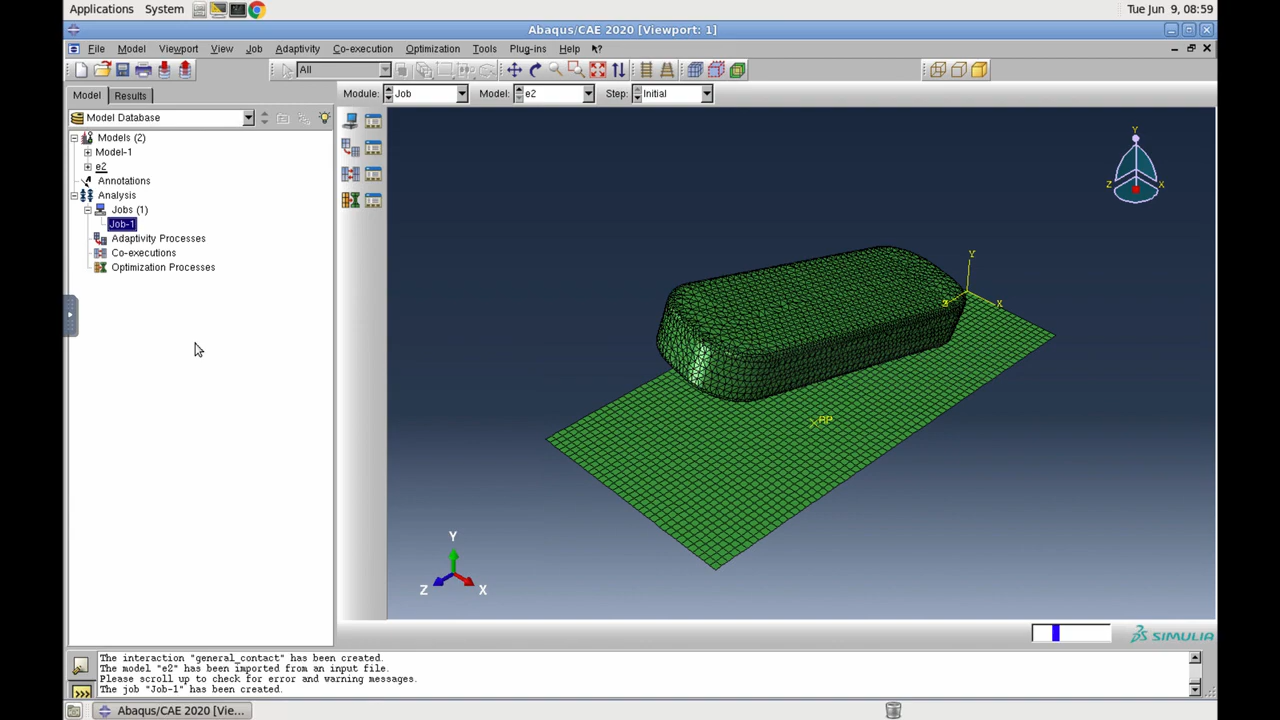 Applications System Tue Jun 9, 08:59
Abaqus/CAE 2020 [Viewport: 1]
File Model Viewport View Job Adaptivity Co-execution Optimization Tools Plug-ins Help
All
Model Results Module: Job Model: e2 Step: Initial
Model Database
Models (2)
Model-1
e2
Annotations
Analysis
Jobs (1)
Job-1
Adaptivity Processes
Co-executions
Optimization Processes
Y
Z X
Y
Z X
RP
Y
Z X
SIMULIA
The interaction "general_contact" has been created.
The model "e2" has been imported from an input file.
Please scroll up to check for error and warning messages.
The job "Job-1" has been created.
>>>
Abaqus/CAE 2020 [Vie...